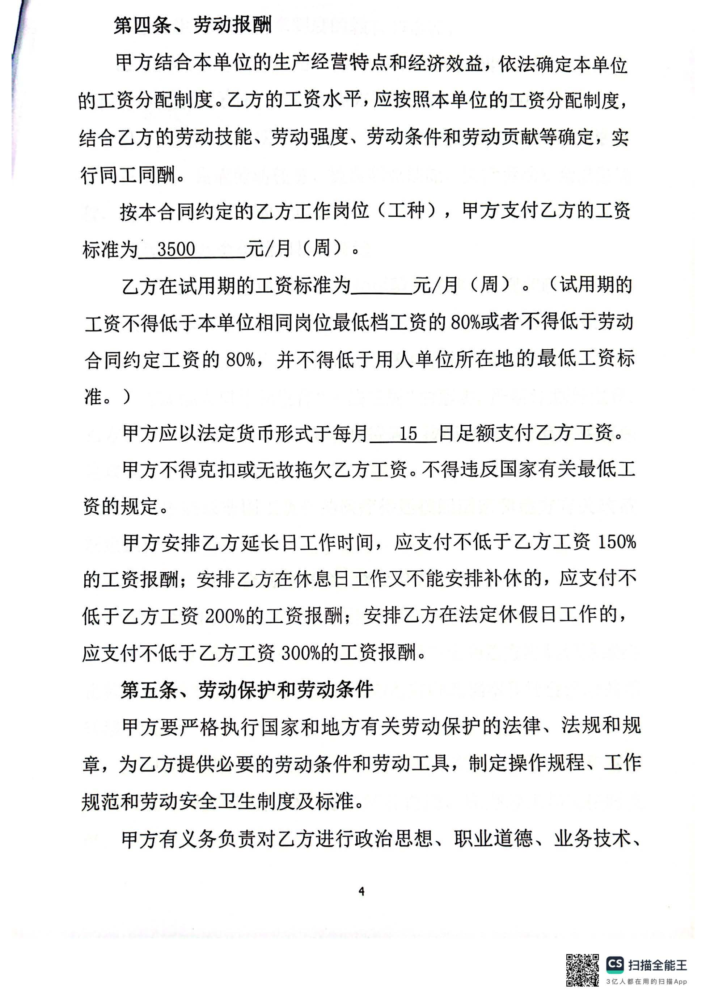 第四条、劳动报酬
甲方结合本单位的生产经营特点和经济效益，依法确定本单位
的工资分配制度。乙方的工资水平，应按照本单位的工资分配制度，
结合乙方的劳动技能、劳动强度、劳动条件和劳动贡献等确定，实
行同工同酬。
按本合同约定的乙方工作岗位（工种），甲方支付乙方的工资
标准为 3500 元/月（周）。
乙方在试用期的工资标准为______元/月（周）。（试用期的
工资不得低于本单位相同岗位最低档工资的 80%或者不得低于劳动
合同约定工资的 80%，并不得低于用人单位所在地的最低工资标
准。）
甲方应以法定货币形式于每月 15 日足额支付乙方工资。
甲方不得克扣或无故拖欠乙方工资。不得违反国家有关最低工
资的规定。
甲方安排乙方延长日工作时间，应支付不低于乙方工资 150%
的工资报酬；安排乙方在休息日工作又不能安排补休的，应支付不
低于乙方工资 200%的工资报酬；安排乙方在法定休假日工作的，
应支付不低于乙方工资 300%的工资报酬。
第五条、劳动保护和劳动条件
甲方要严格执行国家和地方有关劳动保护的法律、法规和规
章，为乙方提供必要的劳动条件和劳动工具，制定操作规程、工作
规范和劳动安全卫生制度及标准。
甲方有义务负责对乙方进行政治思想、职业道德、业务技术、
4
CS 扫描全能王
3亿人都在用的扫描App